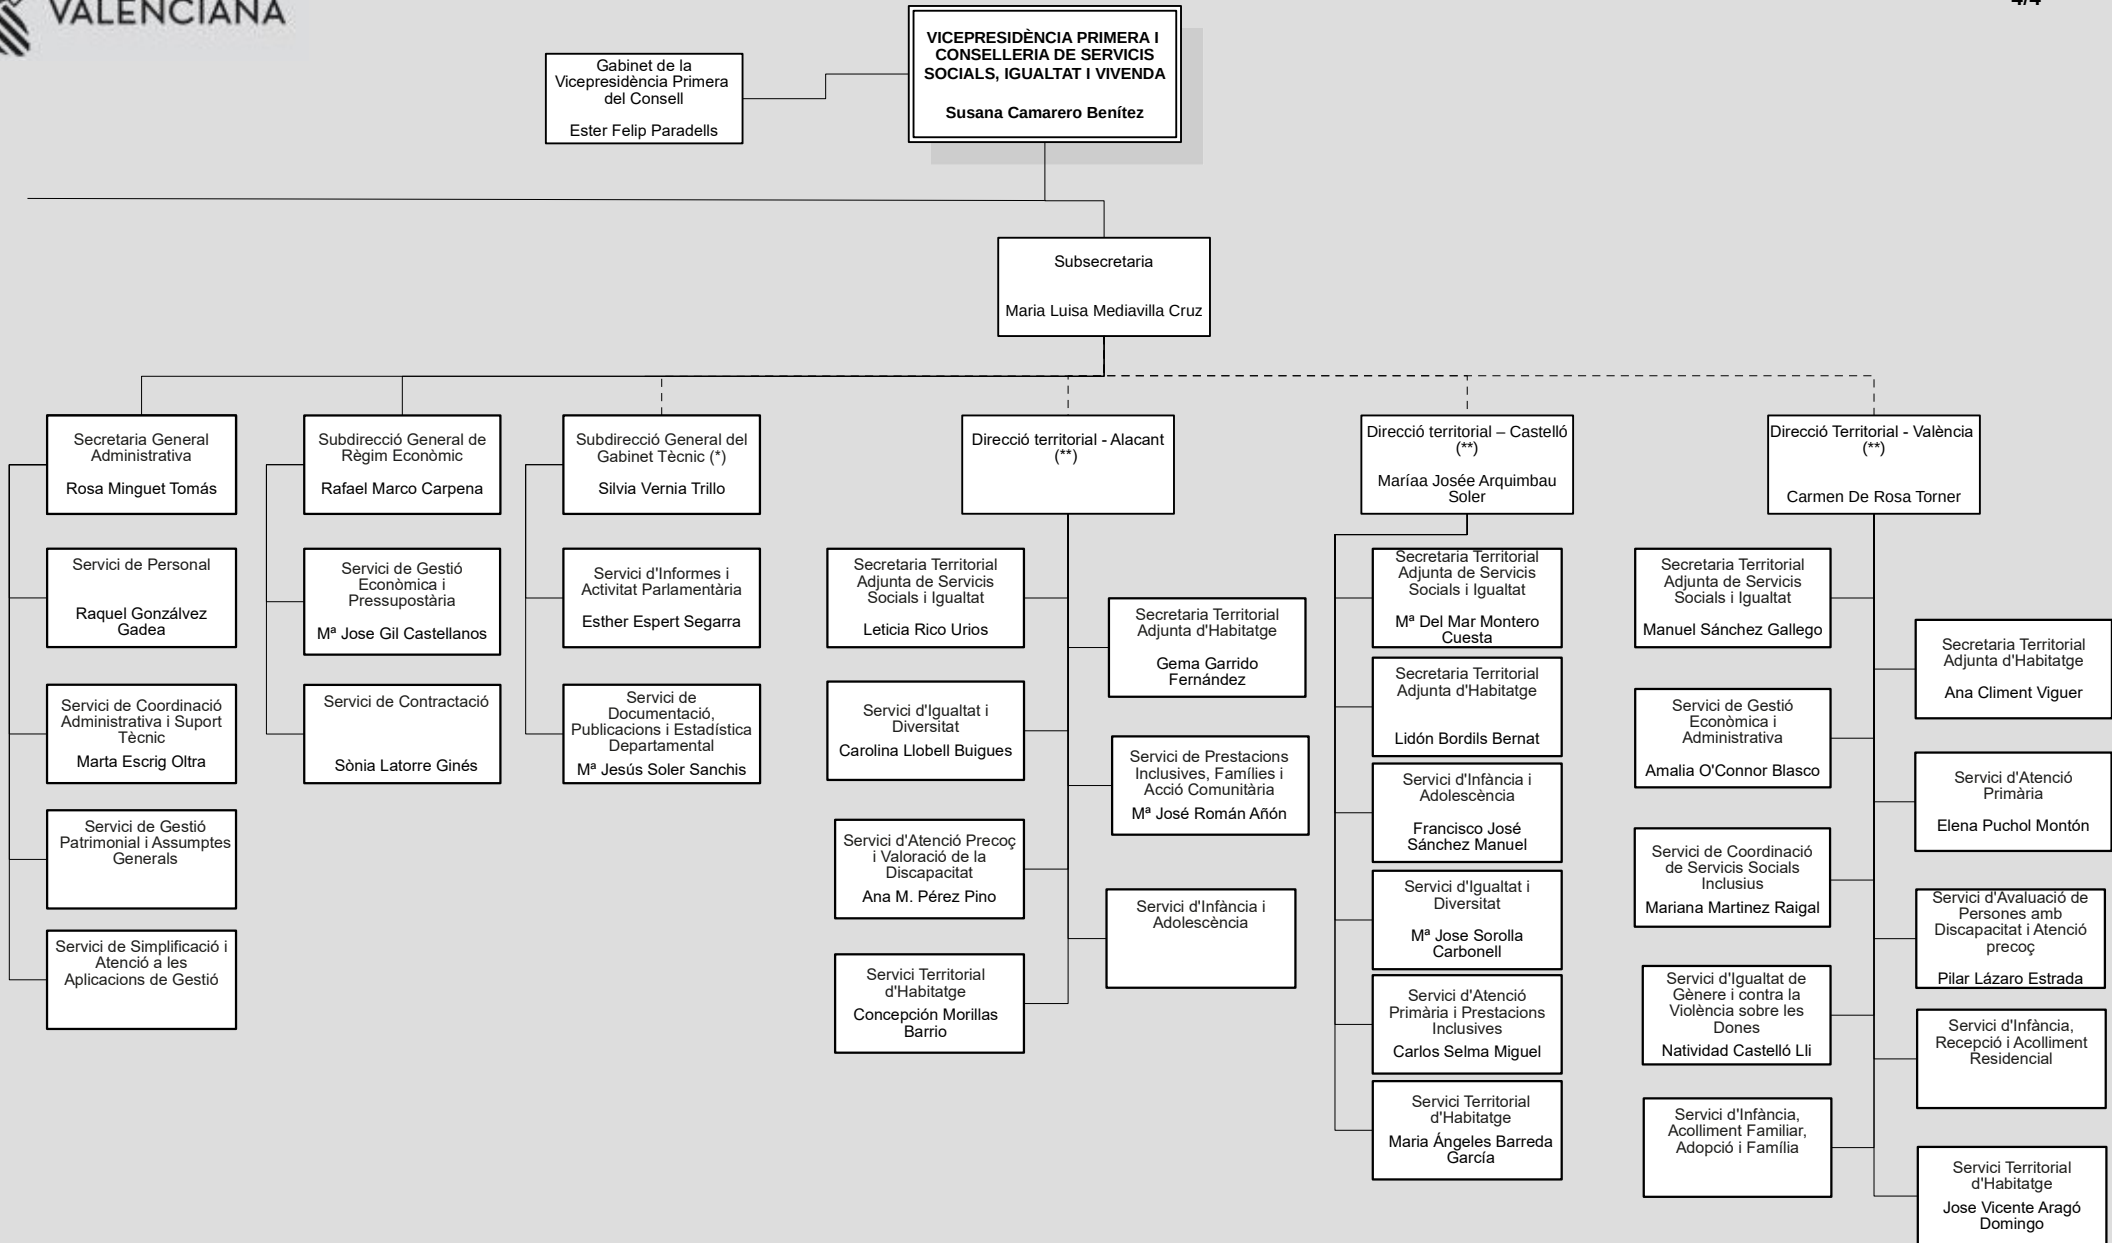 VALENCIANA
4/4
VICEPRESIDÈNCIA PRIMERA I
CONSELLERIA DE SERVICIS
SOCIALS, IGUALTAT I VIVENDA
Susana Camarero Benítez
Gabinet de la
Vicepresidència Primera
del Consell
Ester Felip Paradells
Subsecretaria
Maria Luisa Mediavilla Cruz
Secretaria General
Administrativa
Rosa Minguet Tomás
Servici de Personal
Raquel Gonzálvez
Gadea
Servici de Coordinació
Administrativa i Suport
Tècnic
Marta Escrig Oltra
Servici de Gestió
Patrimonial i Assumptes
Generals
Servici de Simplificació i
Atenció a les
Aplicacions de Gestió
Subdirecció General de
Règim Econòmic
Rafael Marco Carpena
Servici de Gestió
Econòmica i
Pressupostària
Mª Jose Gil Castellanos
Servici de Contractació
Sònia Latorre Ginés
Subdirecció General del
Gabinet Tècnic (*)
Silvia Vernia Trillo
Servici d'Informes i
Activitat Parlamentària
Esther Espert Segarra
Servici de
Documentació,
Publicacions i Estadística
Departamental
Mª Jesús Soler Sanchis
Direcció territorial - Alacant
(**)
Secretaria Territorial
Adjunta de Servicis
Socials i Igualtat
Leticia Rico Urios
Secretaria Territorial
Adjunta d'Habitatge
Gema Garrido
Fernández
Servici d'Igualtat i
Diversitat
Carolina Llobell Buigues
Servici de Prestacions
Inclusives, Famílies i
Acció Comunitària
Mª José Román Añón
Servici d'Atenció Precoç
i Valoració de la
Discapacitat
Ana M. Pérez Pino
Servici d'Infància i
Adolescència
Servici Territorial
d'Habitatge
Concepción Morillas
Barrio
Direcció territorial – Castelló
(**)
Maríaa Josée Arquimbau
Soler
Secretaria Territorial
Adjunta de Servicis
Socials i Igualtat
Mª Del Mar Montero
Cuesta
Secretaria Territorial
Adjunta d'Habitatge
Lidón Bordils Bernat
Servici d'Infància i
Adolescència
Francisco José
Sánchez Manuel
Servici d'Igualtat i
Diversitat
Mª Jose Sorolla
Carbonell
Servici d'Atenció
Primària i Prestacions
Inclusives
Carlos Selma Miguel
Servici Territorial
d'Habitatge
Maria Ángeles Barreda
García
Direcció Territorial - València
(**)
Carmen De Rosa Torner
Secretaria Territorial
Adjunta de Servicis
Socials i Igualtat
Manuel Sánchez Gallego
Secretaria Territorial
Adjunta d'Habitatge
Ana Climent Viguer
Servici de Gestió
Econòmica i
Administrativa
Amalia O'Connor Blasco
Servici d'Atenció
Primària
Elena Puchol Montón
Servici de Coordinació
de Servicis Socials
Inclusius
Mariana Martinez Raigal
Servici d'Avaluació de
Persones amb
Discapacitat i Atenció
precoç
Pilar Lázaro Estrada
Servici d'Igualtat de
Gènere i contra la
Violència sobre les
Dones
Natividad Castelló Lli
Servici d'Infància,
Recepció i Acolliment
Residencial
Servici d'Infància,
Acolliment Familiar,
Adopció i Família
Servici Territorial
d'Habitatge
Jose Vicente Aragó
Domingo